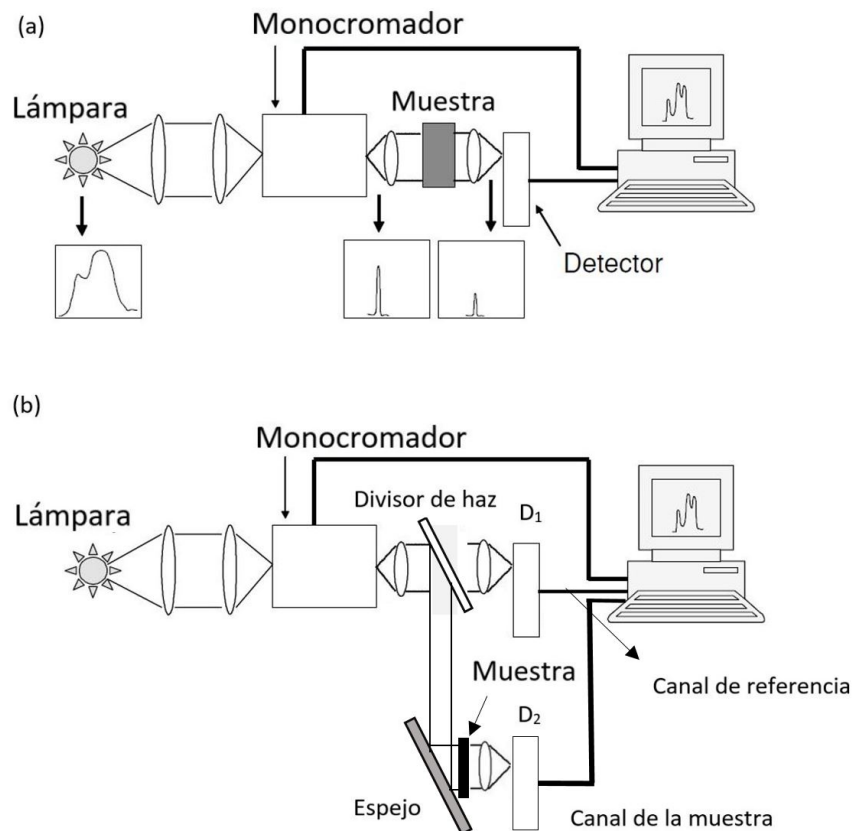 (a)
Monocromador
Lámpara
Muestra
Detector
(b)
Monocromador
Divisor de haz
D1
Lámpara
Muestra
D2
Canal de referencia
Espejo
Canal de la muestra